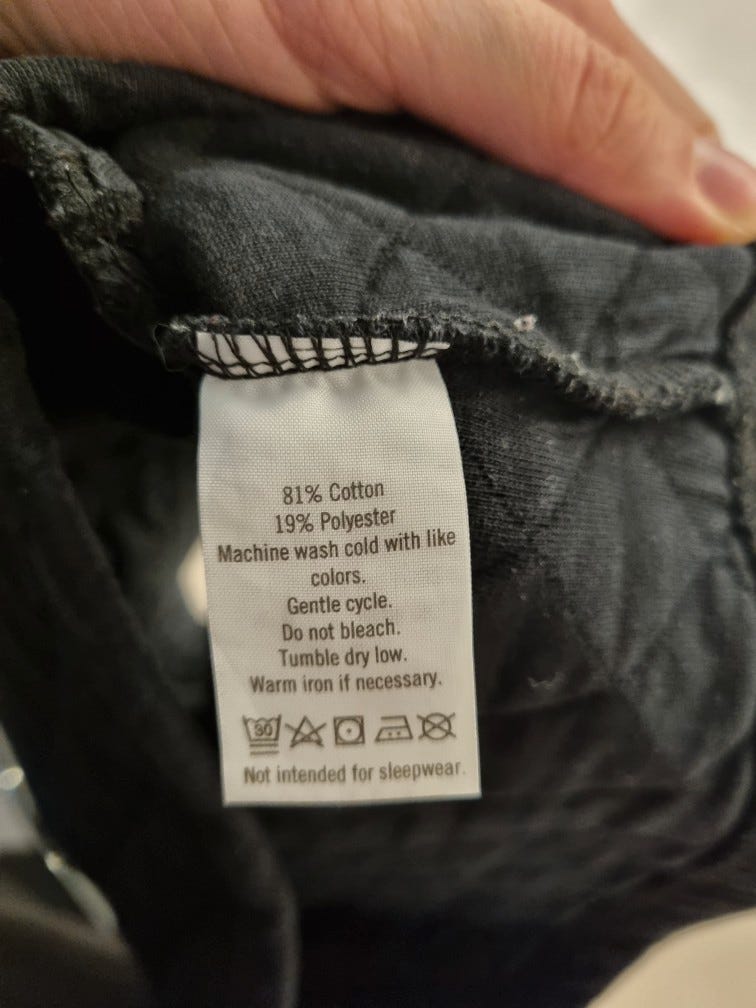 81% Cotton
19% Polyester
Machine wash cold with like
colors.
Gentle cycle.
Do not bleach.
Tumble dry low.
Warm iron if necessary.
30
Not intended for sleepwear.